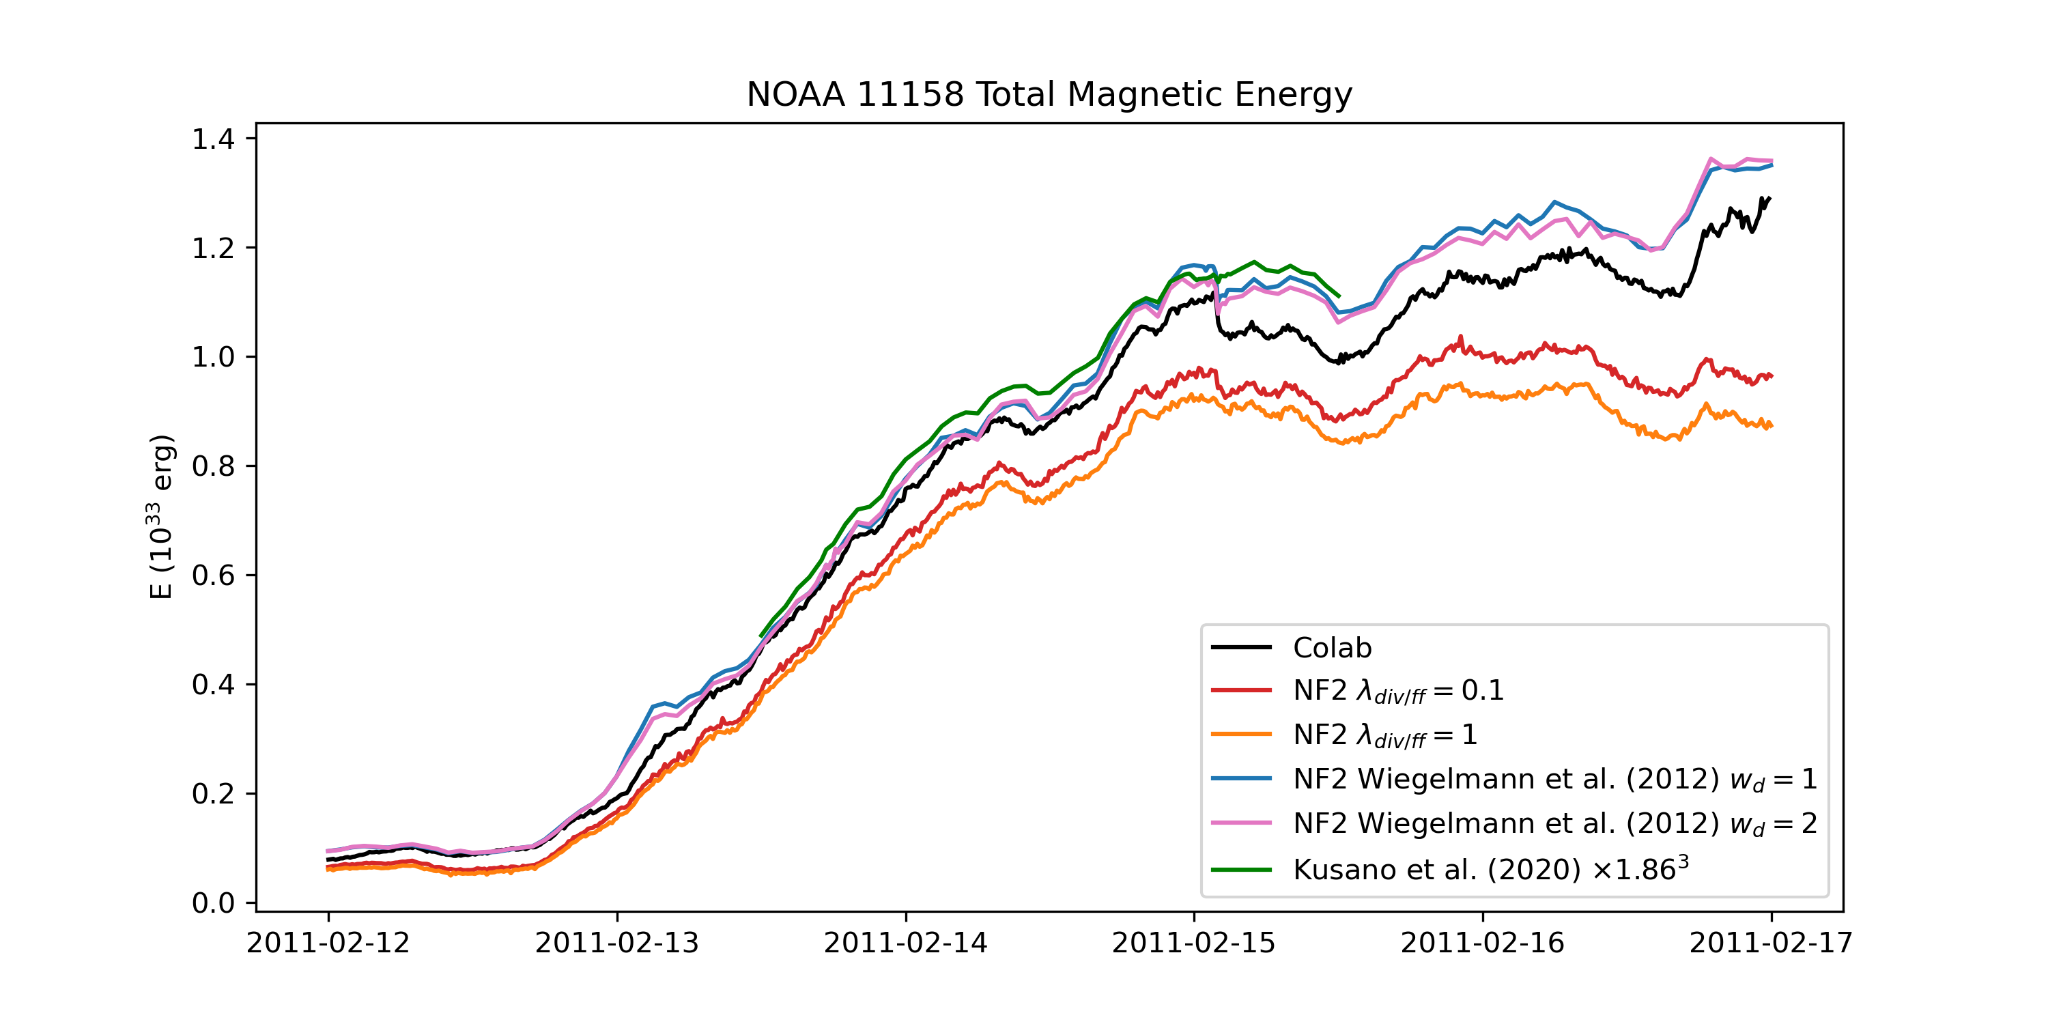 NOAA 11158 Total Magnetic Energy
E (10³³ erg)
1.4
1.2
1.0
0.8
0.6
0.4
0.2
0.0
2011-02-12 2011-02-13 2011-02-14 2011-02-15 2011-02-16 2011-02-17
Colab
NF2 λdiv/ff = 0.1
NF2 λdiv/ff = 1
NF2 Wiegelmann et al. (2012) wd = 1
NF2 Wiegelmann et al. (2012) wd = 2
Kusano et al. (2020) ×1.86³